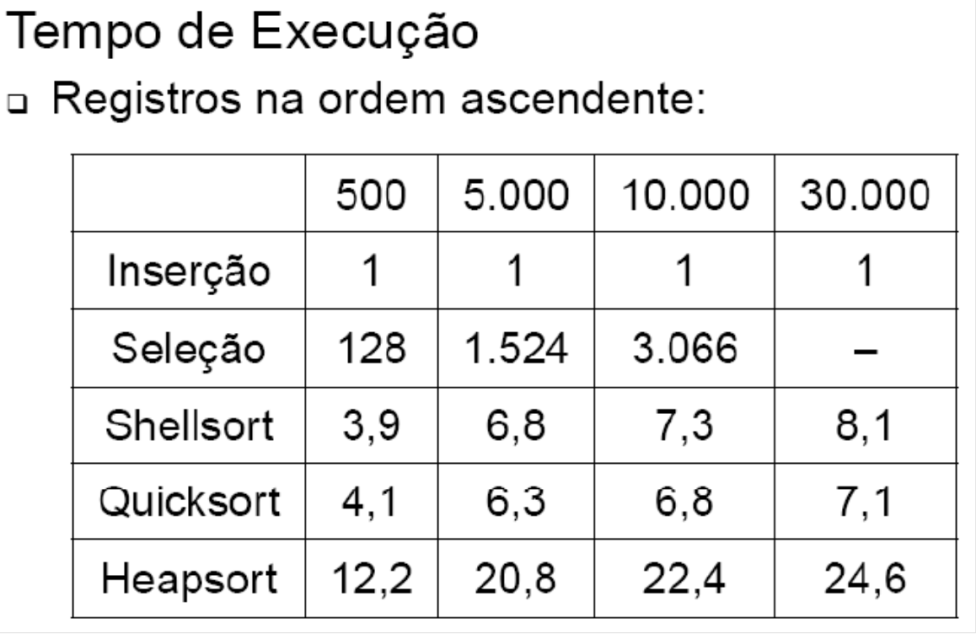 Tempo de Execução
❑ Registros na ordem ascendente:
500 5.000 10.000 30.000
Inserção 1 1 1 1
Seleção 128 1.524 3.066 –
Shellsort 3,9 6,8 7,3 8,1
Quicksort 4,1 6,3 6,8 7,1
Heapsort 12,2 20,8 22,4 24,6